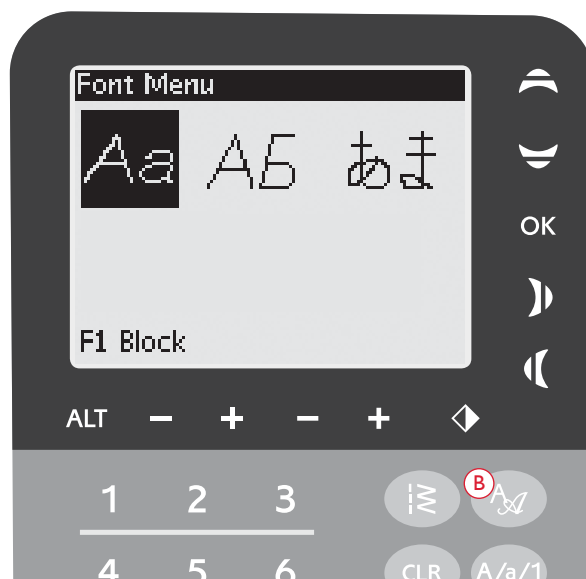 Font Menu
Aa АБ あま
F1 Block
OK
ALT − + − +
1 2 3
B
A A
4 5 6
CLR A/a/1